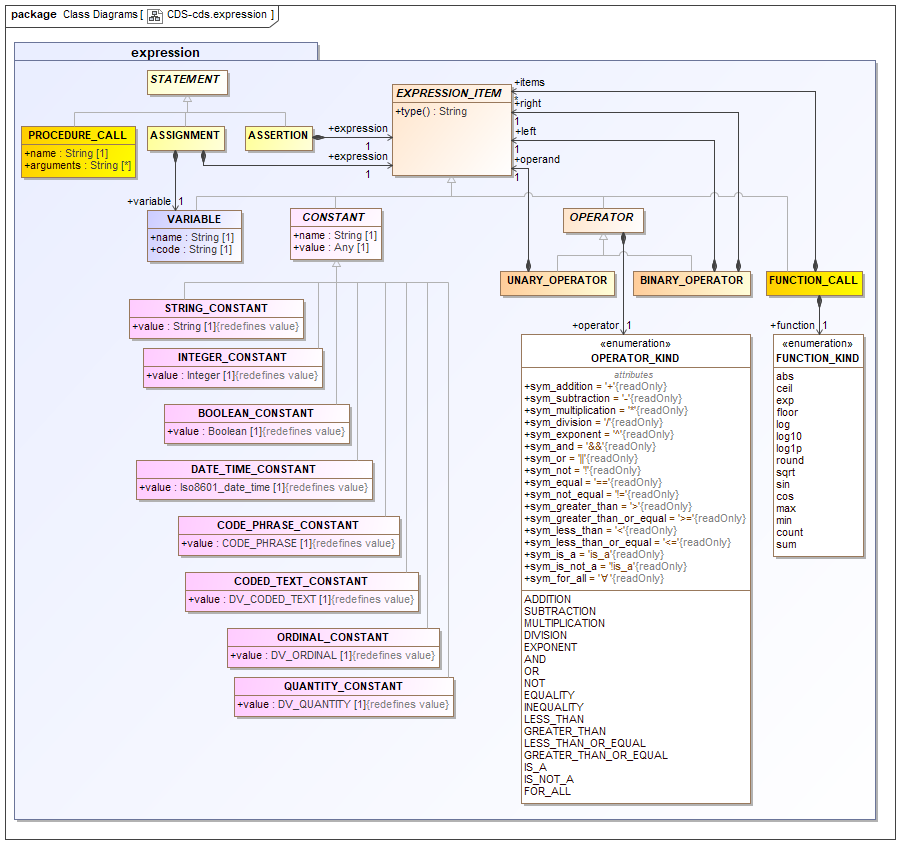 package Class Diagrams [ CDS-cds.expression ]
expression
STATEMENT
PROCEDURE_CALL
+name : String [1]
+arguments : String [*]
ASSIGNMENT
ASSERTION
+expression
1
+expression
1
EXPRESSION_ITEM
+type() : String
+items
*
+right
1
+left
1
+operand
1
+variable 1
VARIABLE
+name : String [1]
+code : String [1]
CONSTANT
+name : String [1]
+value : Any [1]
OPERATOR
UNARY_OPERATOR
BINARY_OPERATOR
FUNCTION_CALL
STRING_CONSTANT
+value : String [1]{redefines value}
INTEGER_CONSTANT
+value : Integer [1]{redefines value}
BOOLEAN_CONSTANT
+value : Boolean [1]{redefines value}
DATE_TIME_CONSTANT
+value : Iso8601_date_time [1]{redefines value}
CODE_PHRASE_CONSTANT
+value : CODE_PHRASE [1]{redefines value}
CODED_TEXT_CONSTANT
+value : DV_CODED_TEXT [1]{redefines value}
ORDINAL_CONSTANT
+value : DV_ORDINAL [1]{redefines value}
QUANTITY_CONSTANT
+value : DV_QUANTITY [1]{redefines value}
+operator 1
«enumeration»
OPERATOR_KIND
attributes
+sym_addition = '+'{readOnly}
+sym_subtraction = '-'{readOnly}
+sym_multiplication = '*'{readOnly}
+sym_division = '/'{readOnly}
+sym_exponent = '^'{readOnly}
+sym_and = '&&'{readOnly}
+sym_or = '||'{readOnly}
+sym_not = '!'{readOnly}
+sym_equal = '=='{readOnly}
+sym_not_equal = '!='{readOnly}
+sym_greater_than = '>'{readOnly}
+sym_greater_than_or_equal = '>='{readOnly}
+sym_less_than = '<'{readOnly}
+sym_less_than_or_equal = '<='{readOnly}
+sym_is_a = 'is_a'{readOnly}
+sym_is_not_a = '!is_a'{readOnly}
+sym_for_all = '∀'{readOnly}
ADDITION
SUBTRACTION
MULTIPLICATION
DIVISION
EXPONENT
AND
OR
NOT
EQUALITY
INEQUALITY
LESS_THAN
GREATER_THAN
LESS_THAN_OR_EQUAL
GREATER_THAN_OR_EQUAL
IS_A
IS_NOT_A
FOR_ALL
+function 1
«enumeration»
FUNCTION_KIND
abs
ceil
exp
floor
log
log10
log1p
round
sqrt
sin
cos
max
min
count
sum